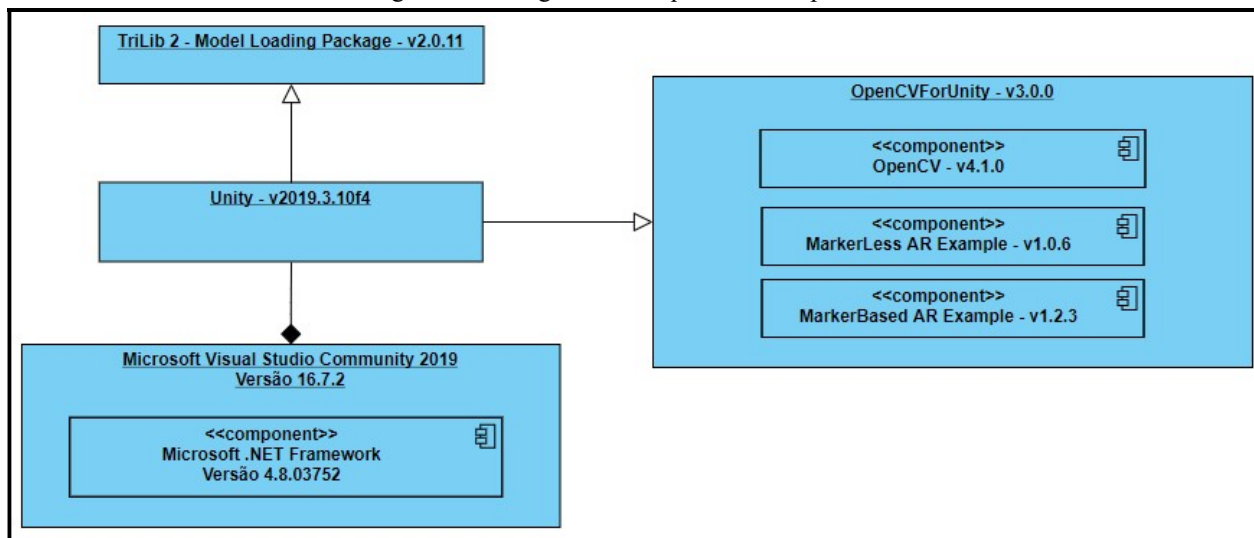 TriLib 2 - Model Loading Package - v2.0.11
Unity - v2019.3.10f4
OpenCVForUnity - v3.0.0
<<component>>
OpenCV - v4.1.0
<<component>>
MarkerLess AR Example - v1.0.6
<<component>>
MarkerBased AR Example - v1.2.3
Microsoft Visual Studio Community 2019
Versão 16.7.2
<<component>>
Microsoft .NET Framework
Versão 4.8.03752